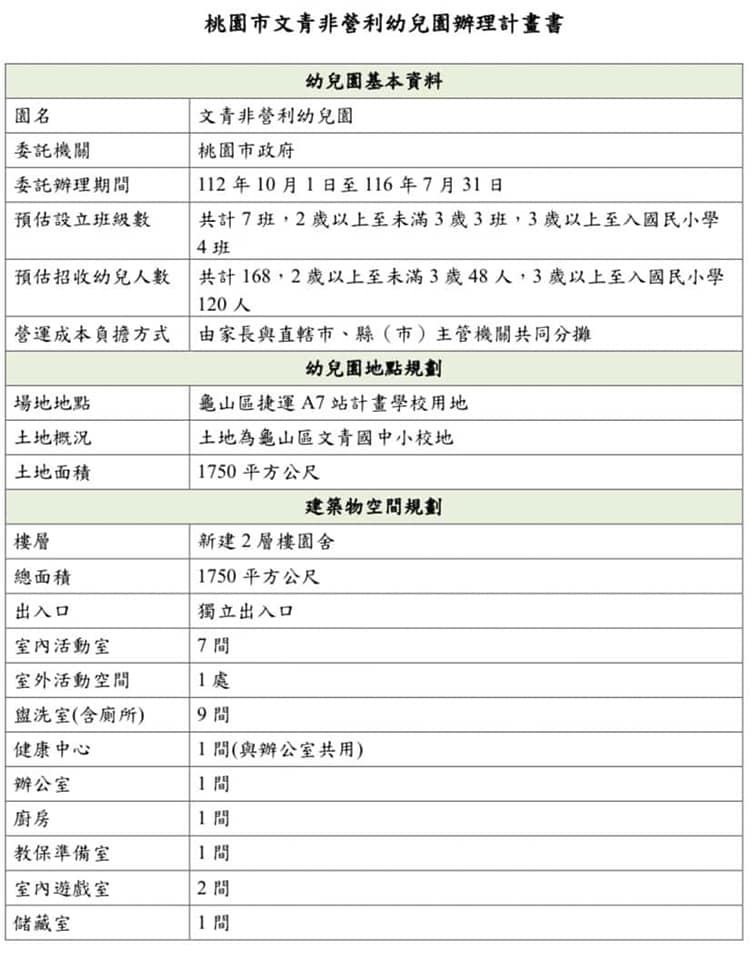 桃園市文青非營利幼兒園辦理計畫書
幼兒園基本資料
園名 文青非營利幼兒園
委託機關 桃園市政府
委託辦理期間 112 年 10 月 1 日至 116 年 7 月 31 日
預估設立班級數 共計 7 班，2 歲以上至未滿 3 歲 3 班，3 歲以上至入國民小學
4 班
預估招收幼兒人數 共計 168，2 歲以上至未滿 3 歲 48 人，3 歲以上至入國民小學
120 人
營運成本負擔方式 由家長與直轄市、縣（市）主管機關共同分攤
幼兒園地點規劃
場地地點 龜山區捷運 A7 站計畫學校用地
土地概況 土地為龜山區文青國中小校地
土地面積 1750 平方公尺
建築物空間規劃
樓層 新建 2 層樓園舍
總面積 1750 平方公尺
出入口 獨立出入口
室內活動室 7 間
室外活動空間 1 處
盥洗室(含廁所) 9 間
健康中心 1 間(與辦公室共用)
辦公室 1 間
廚房 1 間
教保準備室 1 間
室內遊戲室 2 間
儲藏室 1 間